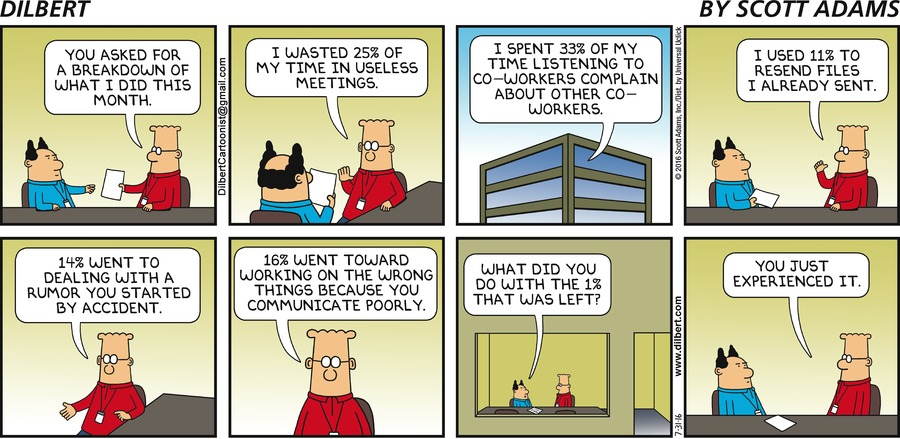 DILBERT
BY SCOTT ADAMS
YOU ASKED FOR
A BREAKDOWN OF
WHAT I DID THIS
MONTH.
DilbertCartoonist@gmail.com
I WASTED 25% OF
MY TIME IN USELESS
MEETINGS.
I SPENT 33% OF MY
TIME LISTENING TO
CO-WORKERS COMPLAIN
ABOUT OTHER CO-
WORKERS.
© 2016 Scott Adams, Inc./Dist. by Universal Uclick
I USED 11% TO
RESEND FILES
I ALREADY SENT.
14% WENT TO
DEALING WITH A
RUMOR YOU STARTED
BY ACCIDENT.
16% WENT TOWARD
WORKING ON THE WRONG
THINGS BECAUSE YOU
COMMUNICATE POORLY.
WHAT DID YOU
DO WITH THE 1%
THAT WAS LEFT?
7-31-16
www.dilbert.com
YOU JUST
EXPERIENCED IT.